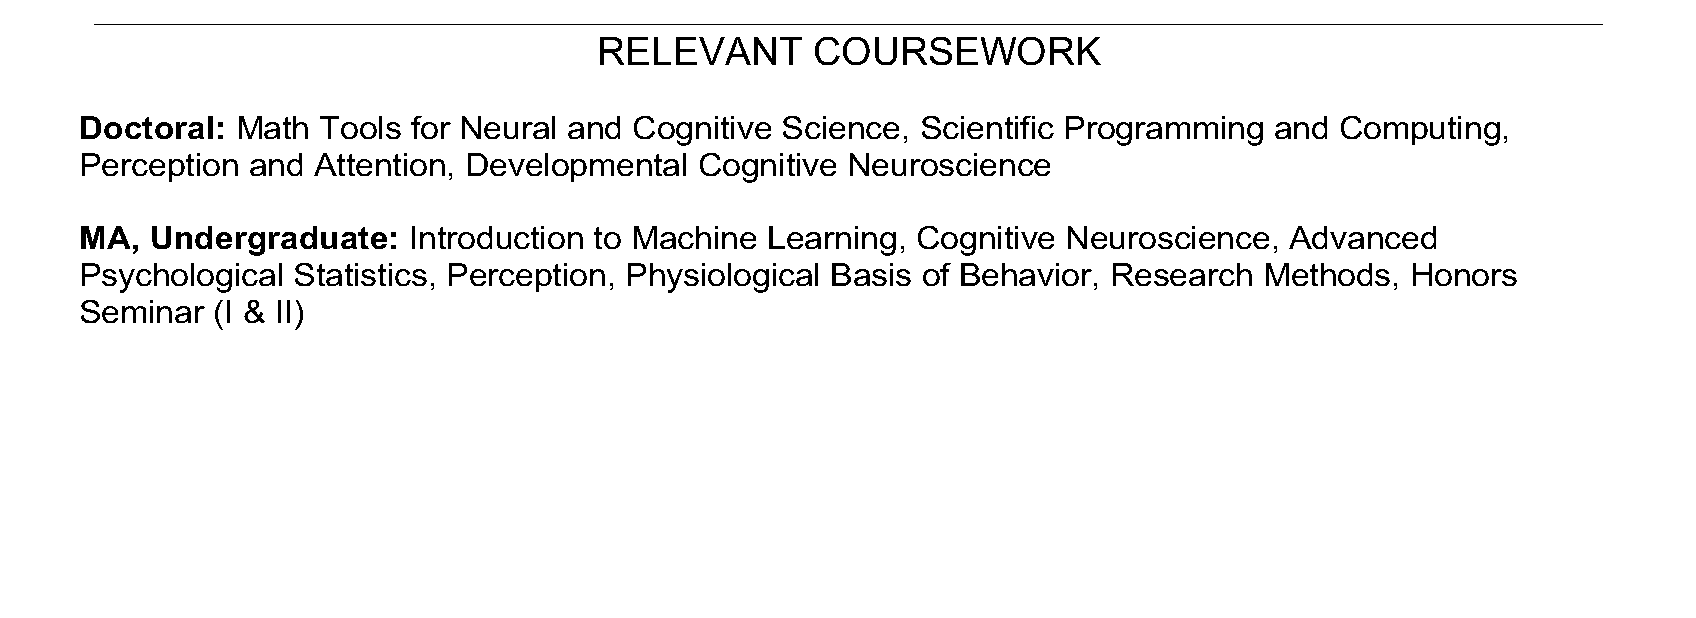 RELEVANT COURSEWORK
Doctoral: Math Tools for Neural and Cognitive Science, Scientific Programming and Computing,
Perception and Attention, Developmental Cognitive Neuroscience
MA, Undergraduate: Introduction to Machine Learning, Cognitive Neuroscience, Advanced
Psychological Statistics, Perception, Physiological Basis of Behavior, Research Methods, Honors
Seminar (I & II)